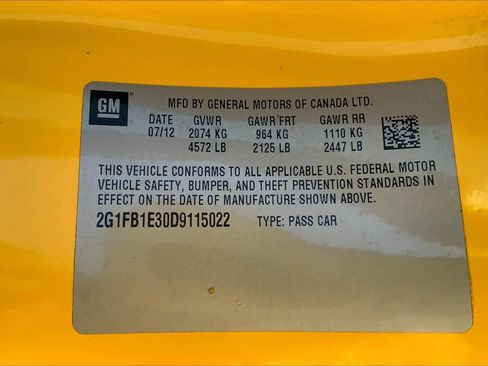 GM
MFD BY GENERAL MOTORS OF CANADA LTD.
DATE GVWR GAWR FRT GAWR RR
07/12 2074 KG 964 KG 1110 KG
4572 LB 2125 LB 2447 LB
THIS VEHICLE CONFORMS TO ALL APPLICABLE U.S. FEDERAL MOTOR
VEHICLE SAFETY, BUMPER, AND THEFT PREVENTION STANDARDS IN
EFFECT ON THE DATE OF MANUFACTURE SHOWN ABOVE.
2G1FB1E30D9115022 TYPE: PASS CAR